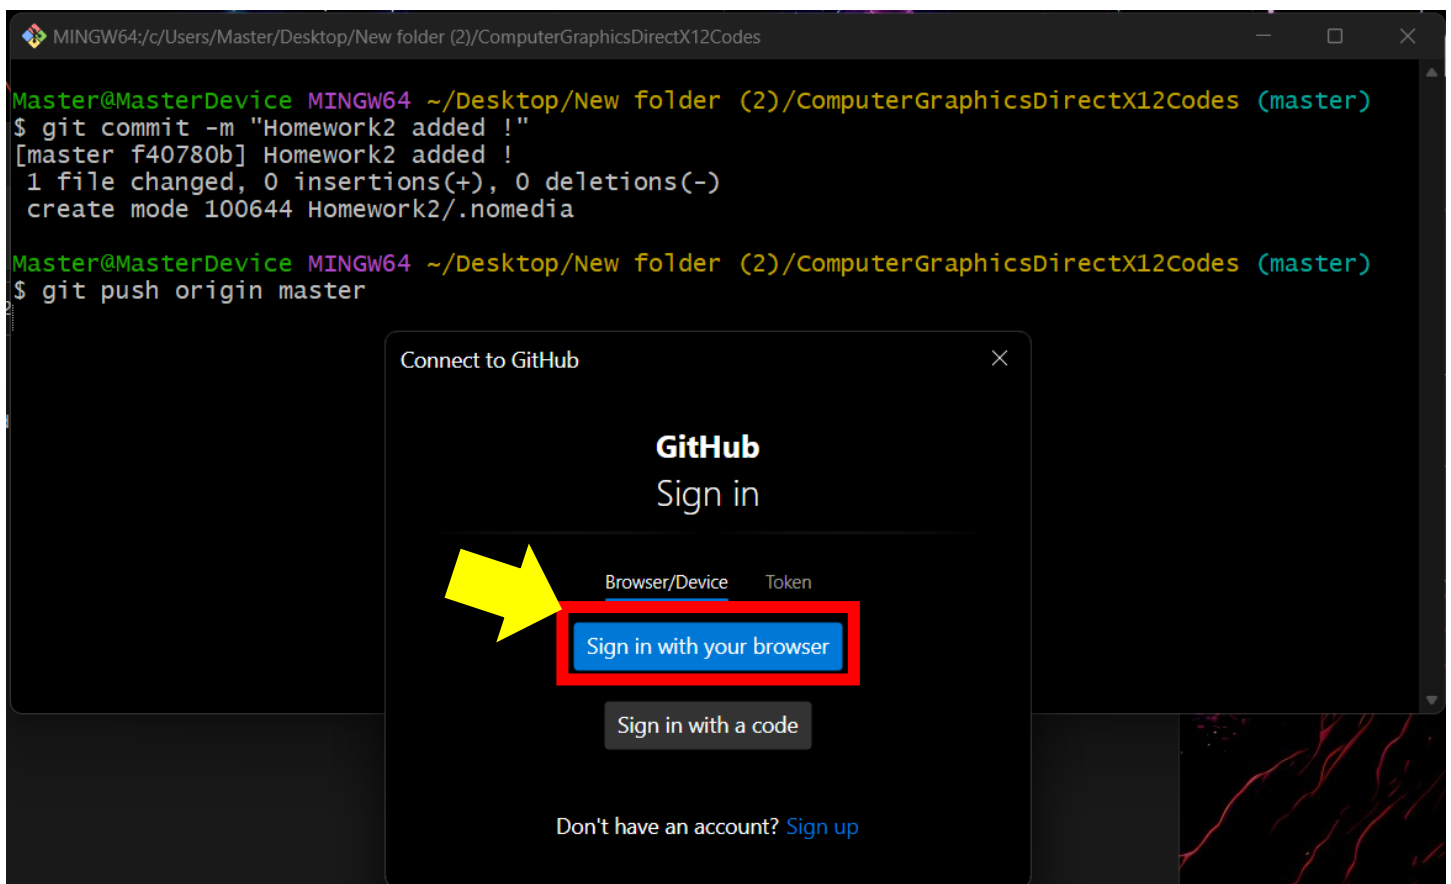 MINGW64:/c/Users/Master/Desktop/New folder (2)/ComputerGraphicsDirectX12Codes
Master@MasterDevice MINGW64 ~/Desktop/New folder (2)/ComputerGraphicsDirectX12Codes (master)
$ git commit -m "Homework2 added !"
[master f40780b] Homework2 added !
1 file changed, 0 insertions(+), 0 deletions(-)
create mode 100644 Homework2/.nomedia
Master@MasterDevice MINGW64 ~/Desktop/New folder (2)/ComputerGraphicsDirectX12Codes (master)
$ git push origin master
Connect to GitHub
GitHub
Sign in
Browser/Device Token
Sign in with your browser
Sign in with a code
Don't have an account? Sign up